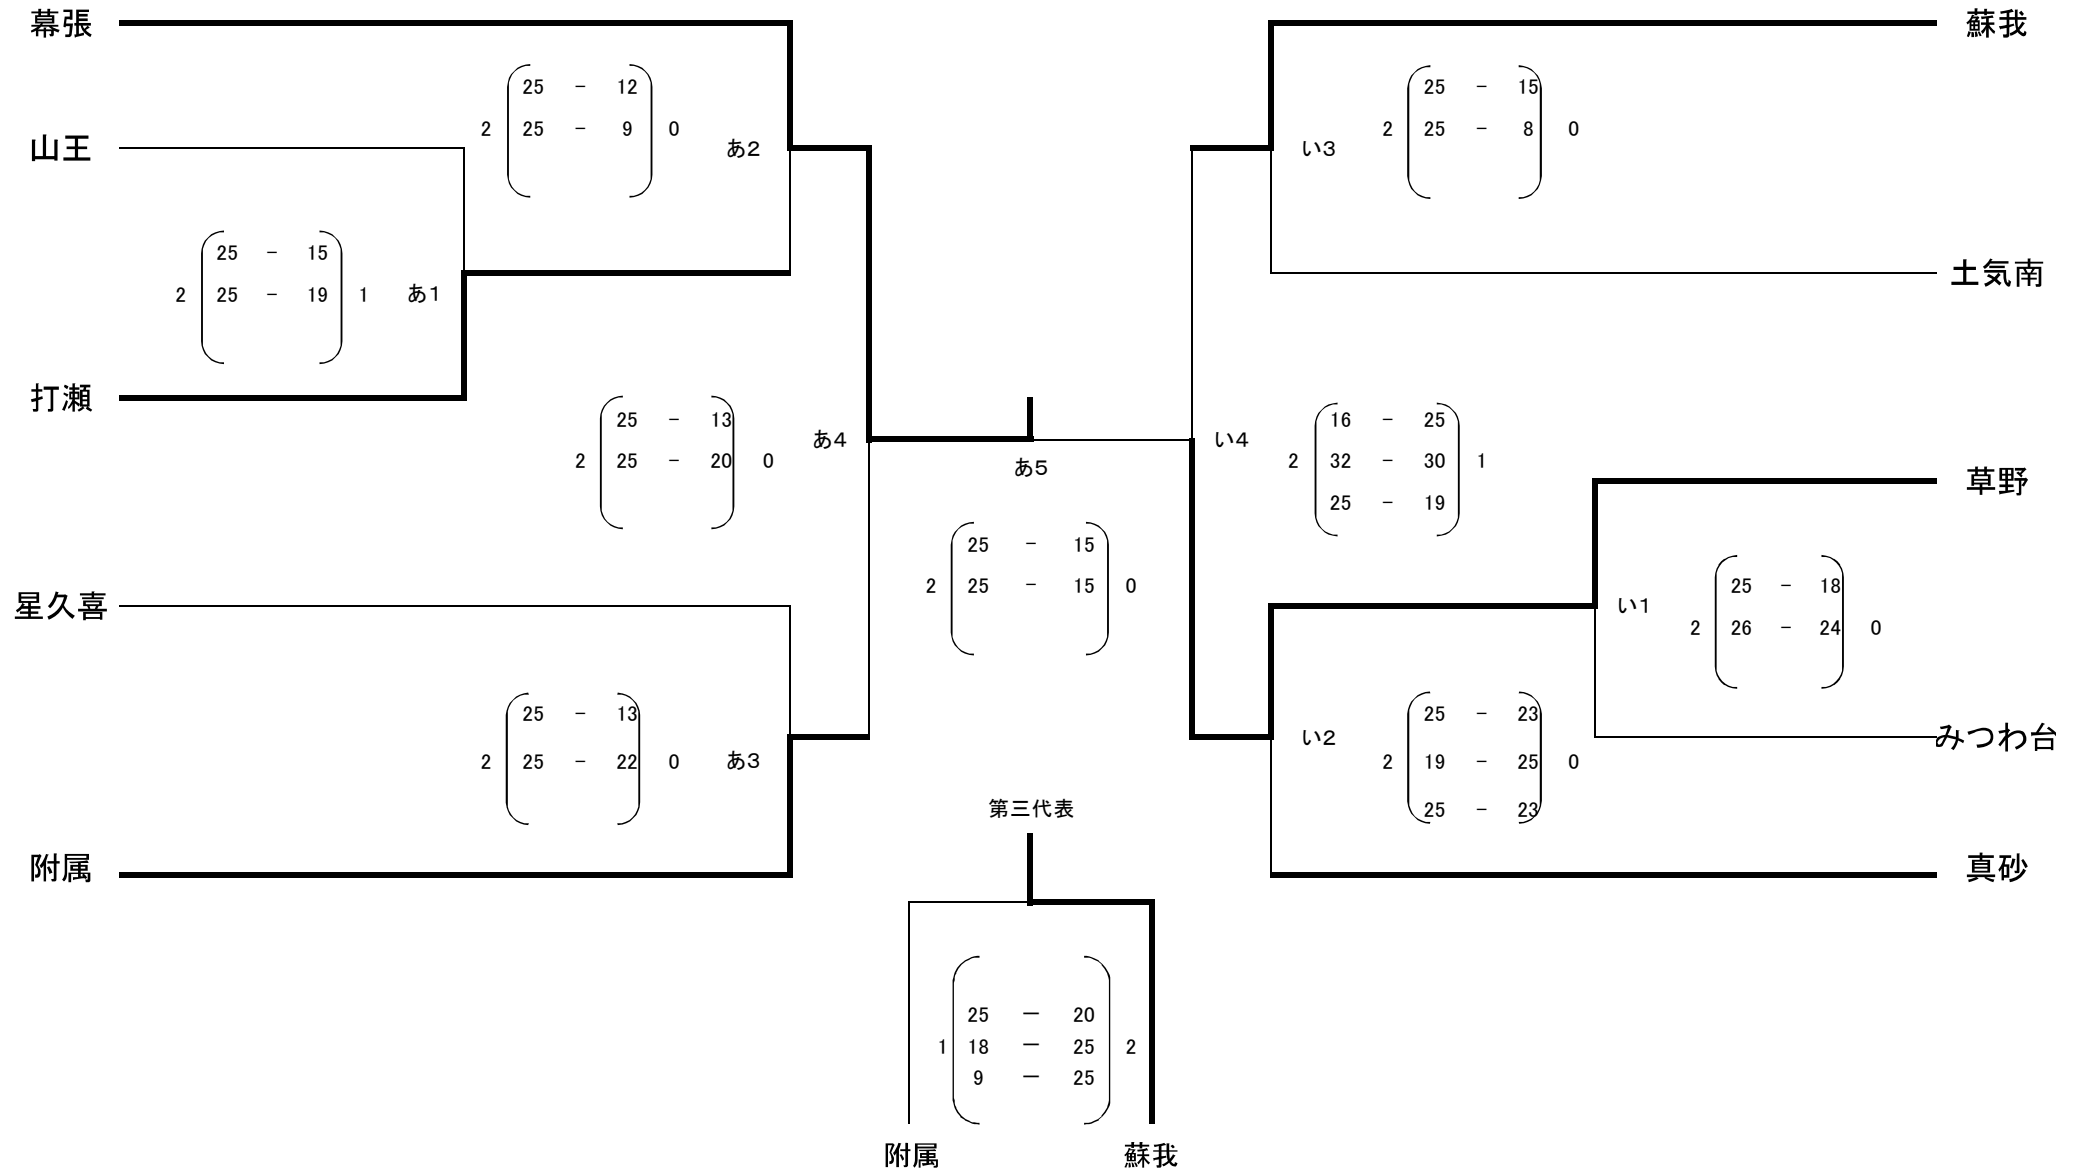 幕張
蘇我
25 － 12
2 25 － 9 0
あ2
い3
25 － 15
2 25 － 8 0
山王
25 － 15
2 25 － 19 1
あ1
土気南
打瀬
25 － 13
2 25 － 20 0
あ4
あ5
い4
16 － 25
2 32 － 30 1
25 － 19
草野
25 － 15
2 25 － 15 0
星久喜
い1
25 － 18
2 26 － 24 0
25 － 13
2 25 － 22 0
あ3
い2
25 － 23
2 19 － 25 0
25 － 23
みつわ台
第三代表
附属
真砂
25 ー 20
1 18 ー 25 2
9 ー 25
附属
蘇我